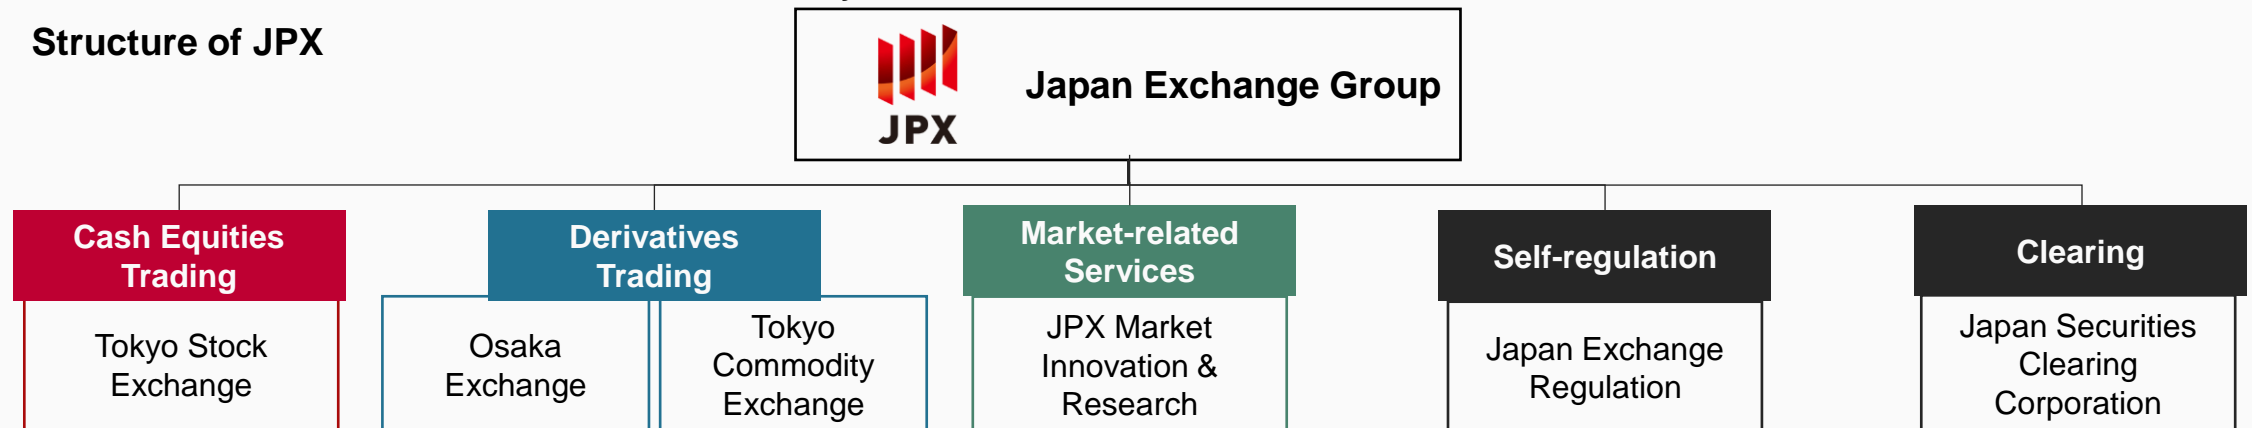 Structure of JPX
JPX
Japan Exchange Group
Cash Equities
Trading
Tokyo Stock
Exchange
Derivatives
Trading
Osaka
Exchange
Tokyo
Commodity
Exchange
Market-related
Services
JPX Market
Innovation &
Research
Self-regulation
Japan Exchange
Regulation
Clearing
Japan Securities
Clearing
Corporation